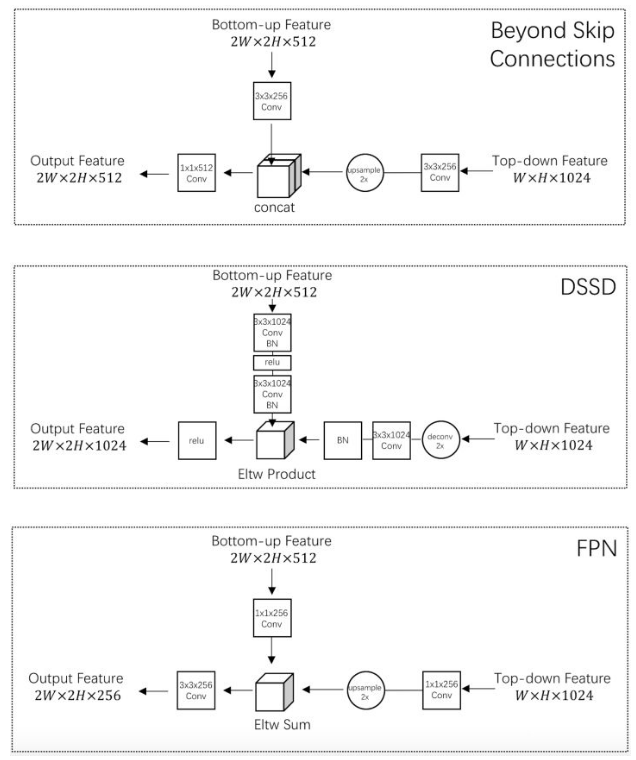 Beyond Skip
Connections
Bottom-up Feature
2W×2H×512
3x3x256
Conv
Output Feature
2W×2H×512
1x1x512
Conv
concat
upsample
2x
3x3x256
Conv
Top-down Feature
W×H×1024
DSSD
Bottom-up Feature
2W×2H×512
3x3x1024
Conv
BN
relu
3x3x1024
Conv
BN
Output Feature
2W×2H×1024
relu
Eltw Product
BN
3x3x1024
Conv
deconv
2x
Top-down Feature
W×H×1024
FPN
Bottom-up Feature
2W×2H×512
1x1x256
Conv
Output Feature
2W×2H×256
3x3x256
Conv
Eltw Sum
upsample
2x
1x1x256
Conv
Top-down Feature
W×H×1024